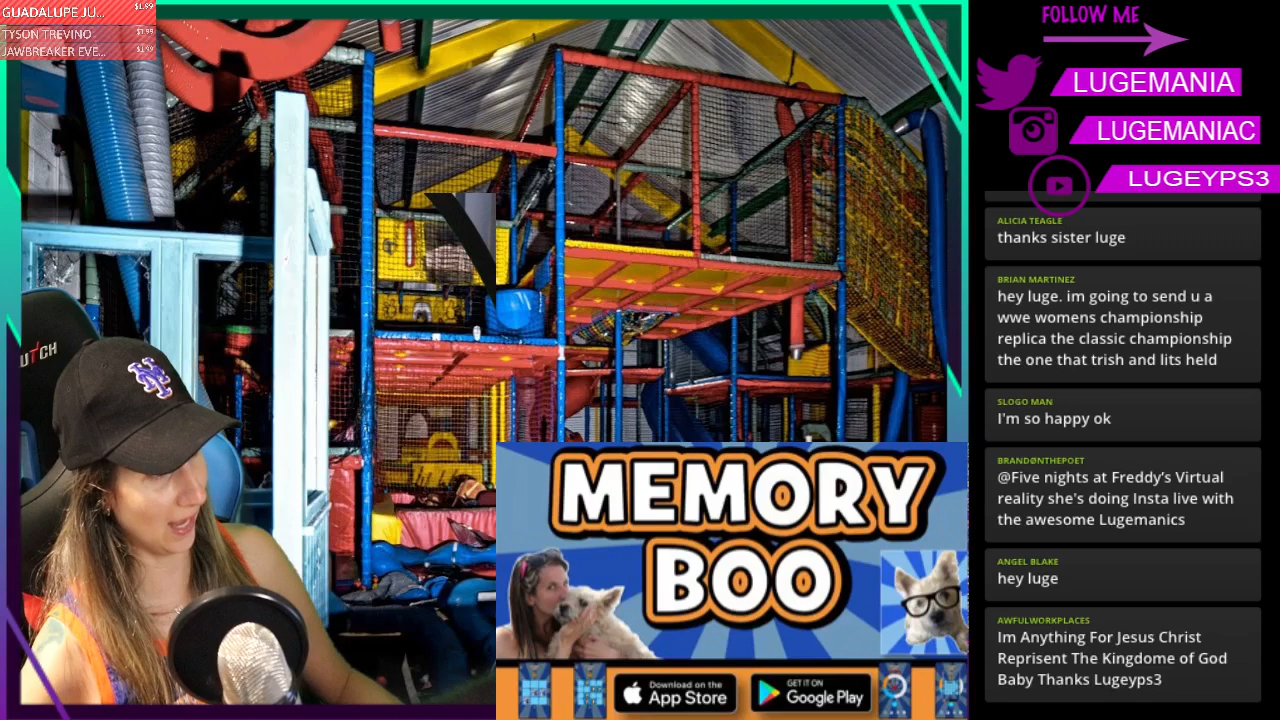 GUADALUPE JU... $1.99
TYSON TREVINO $1.99
JAWBREAKER EVE... $1.99
FOLLOW ME
LUGEMANIA
LUGEMANIAC
LUGEYPS3
ALICIA TEAGLE
thanks sister luge
BRIAN MARTINEZ
hey luge. im going to send u a
wwe womens championship
replica the classic championship
the one that trish and lits held
SLOGO MAN
I'm so happy ok
BRANDØNTHEPOET
@Five nights at Freddy's Virtual
reality she's doing Insta live with
the awesome Lugemanics
ANGEL BLAKE
hey luge
AWFULWORKPLACES
Im Anything For Jesus Christ
Reprisent The Kingdome of God
Baby Thanks Lugeyps3
UTCH
NY
MEMORY
BOO
Download on the
App Store
GET IT ON
Google Play